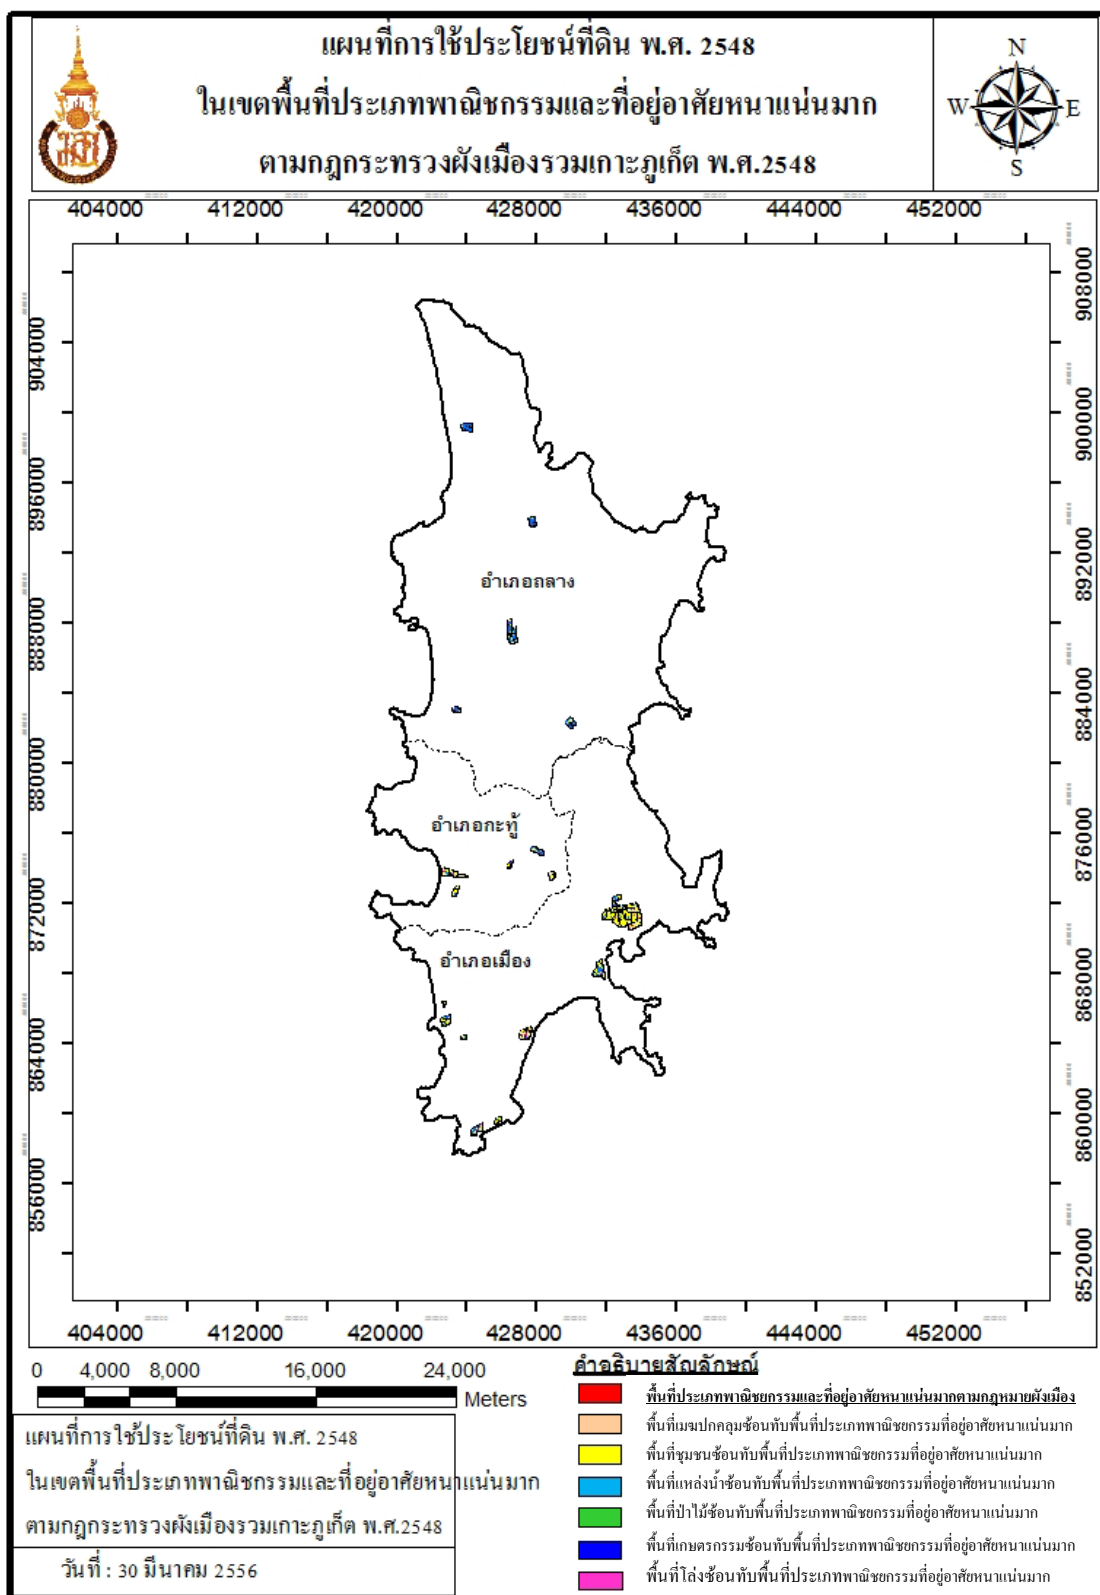 แผนที่การใช้ประโยชน์ที่ดิน พ.ศ. 2548
ในเขตพื้นที่ประเภทพาณิชกรรมและที่อยู่อาศัยหนาแน่นมาก
ตามกฎกระทรวงผังเมืองรวมเกาะภูเก็ต พ.ศ.2548
N
W E
S
404000 412000 420000 428000 436000 444000 452000
908000
904000
900000
896000
892000
อำเภอถลาง
888000
884000
880000
อำเภอกะทู้
876000
872000
อำเภอเมือง
868000
864000
860000
856000
852000
404000 412000 420000 428000 436000 444000 452000
0 4,000 8,000 16,000 24,000
Meters
คำอธิบายสัญลักษณ์
พื้นที่ประเภทพาณิชยกรรมและที่อยู่อาศัยหนาแน่นมากตามกฎหมายผังเมือง
พื้นที่เมฆปกคลุมซ้อนทับพื้นที่ประเภทพาณิชยกรรมที่อยู่อาศัยหนาแน่นมาก
พื้นที่ชุมชนซ้อนทับพื้นที่ประเภทพาณิชยกรรมที่อยู่อาศัยหนาแน่นมาก
พื้นที่แหล่งน้ำซ้อนทับพื้นที่ประเภทพาณิชยกรรมที่อยู่อาศัยหนาแน่นมาก
พื้นที่ป่าไม้ซ้อนทับพื้นที่ประเภทพาณิชยกรรมที่อยู่อาศัยหนาแน่นมาก
พื้นที่เกษตรกรรมซ้อนทับพื้นที่ประเภทพาณิชยกรรมที่อยู่อาศัยหนาแน่นมาก
พื้นที่โล่งซ้อนทับพื้นที่ประเภทพาณิชยกรรมที่อยู่อาศัยหนาแน่นมาก
แผนที่การใช้ประโยชน์ที่ดิน พ.ศ. 2548
ในเขตพื้นที่ประเภทพาณิชกรรมและที่อยู่อาศัยหนาแน่นมาก
ตามกฎกระทรวงผังเมืองรวมเกาะภูเก็ต พ.ศ.2548
วันที่ : 30 มีนาคม 2556